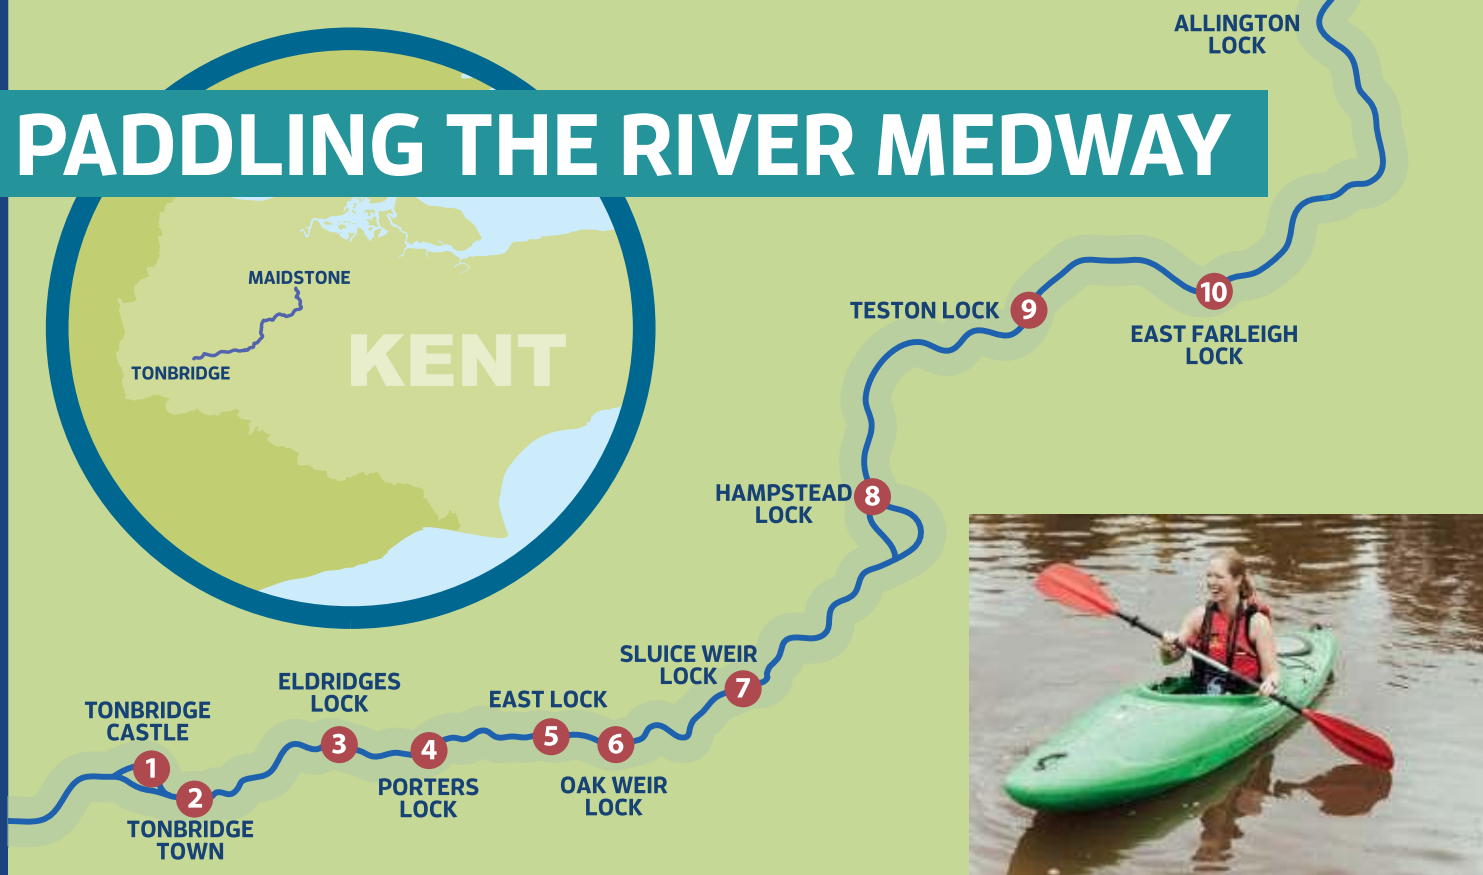 ALLINGTON
LOCK
PADDLING THE RIVER MEDWAY
MAIDSTONE
TONBRIDGE
KENT
TESTON LOCK
9
10
EAST FARLEIGH
LOCK
HAMPSTEAD
LOCK
8
SLUICE WEIR
LOCK
7
ELDRIDGES
LOCK
3
EAST LOCK
5
6
OAK WEIR
LOCK
4
PORTERS
LOCK
TONBRIDGE
CASTLE
1
2
TONBRIDGE
TOWN